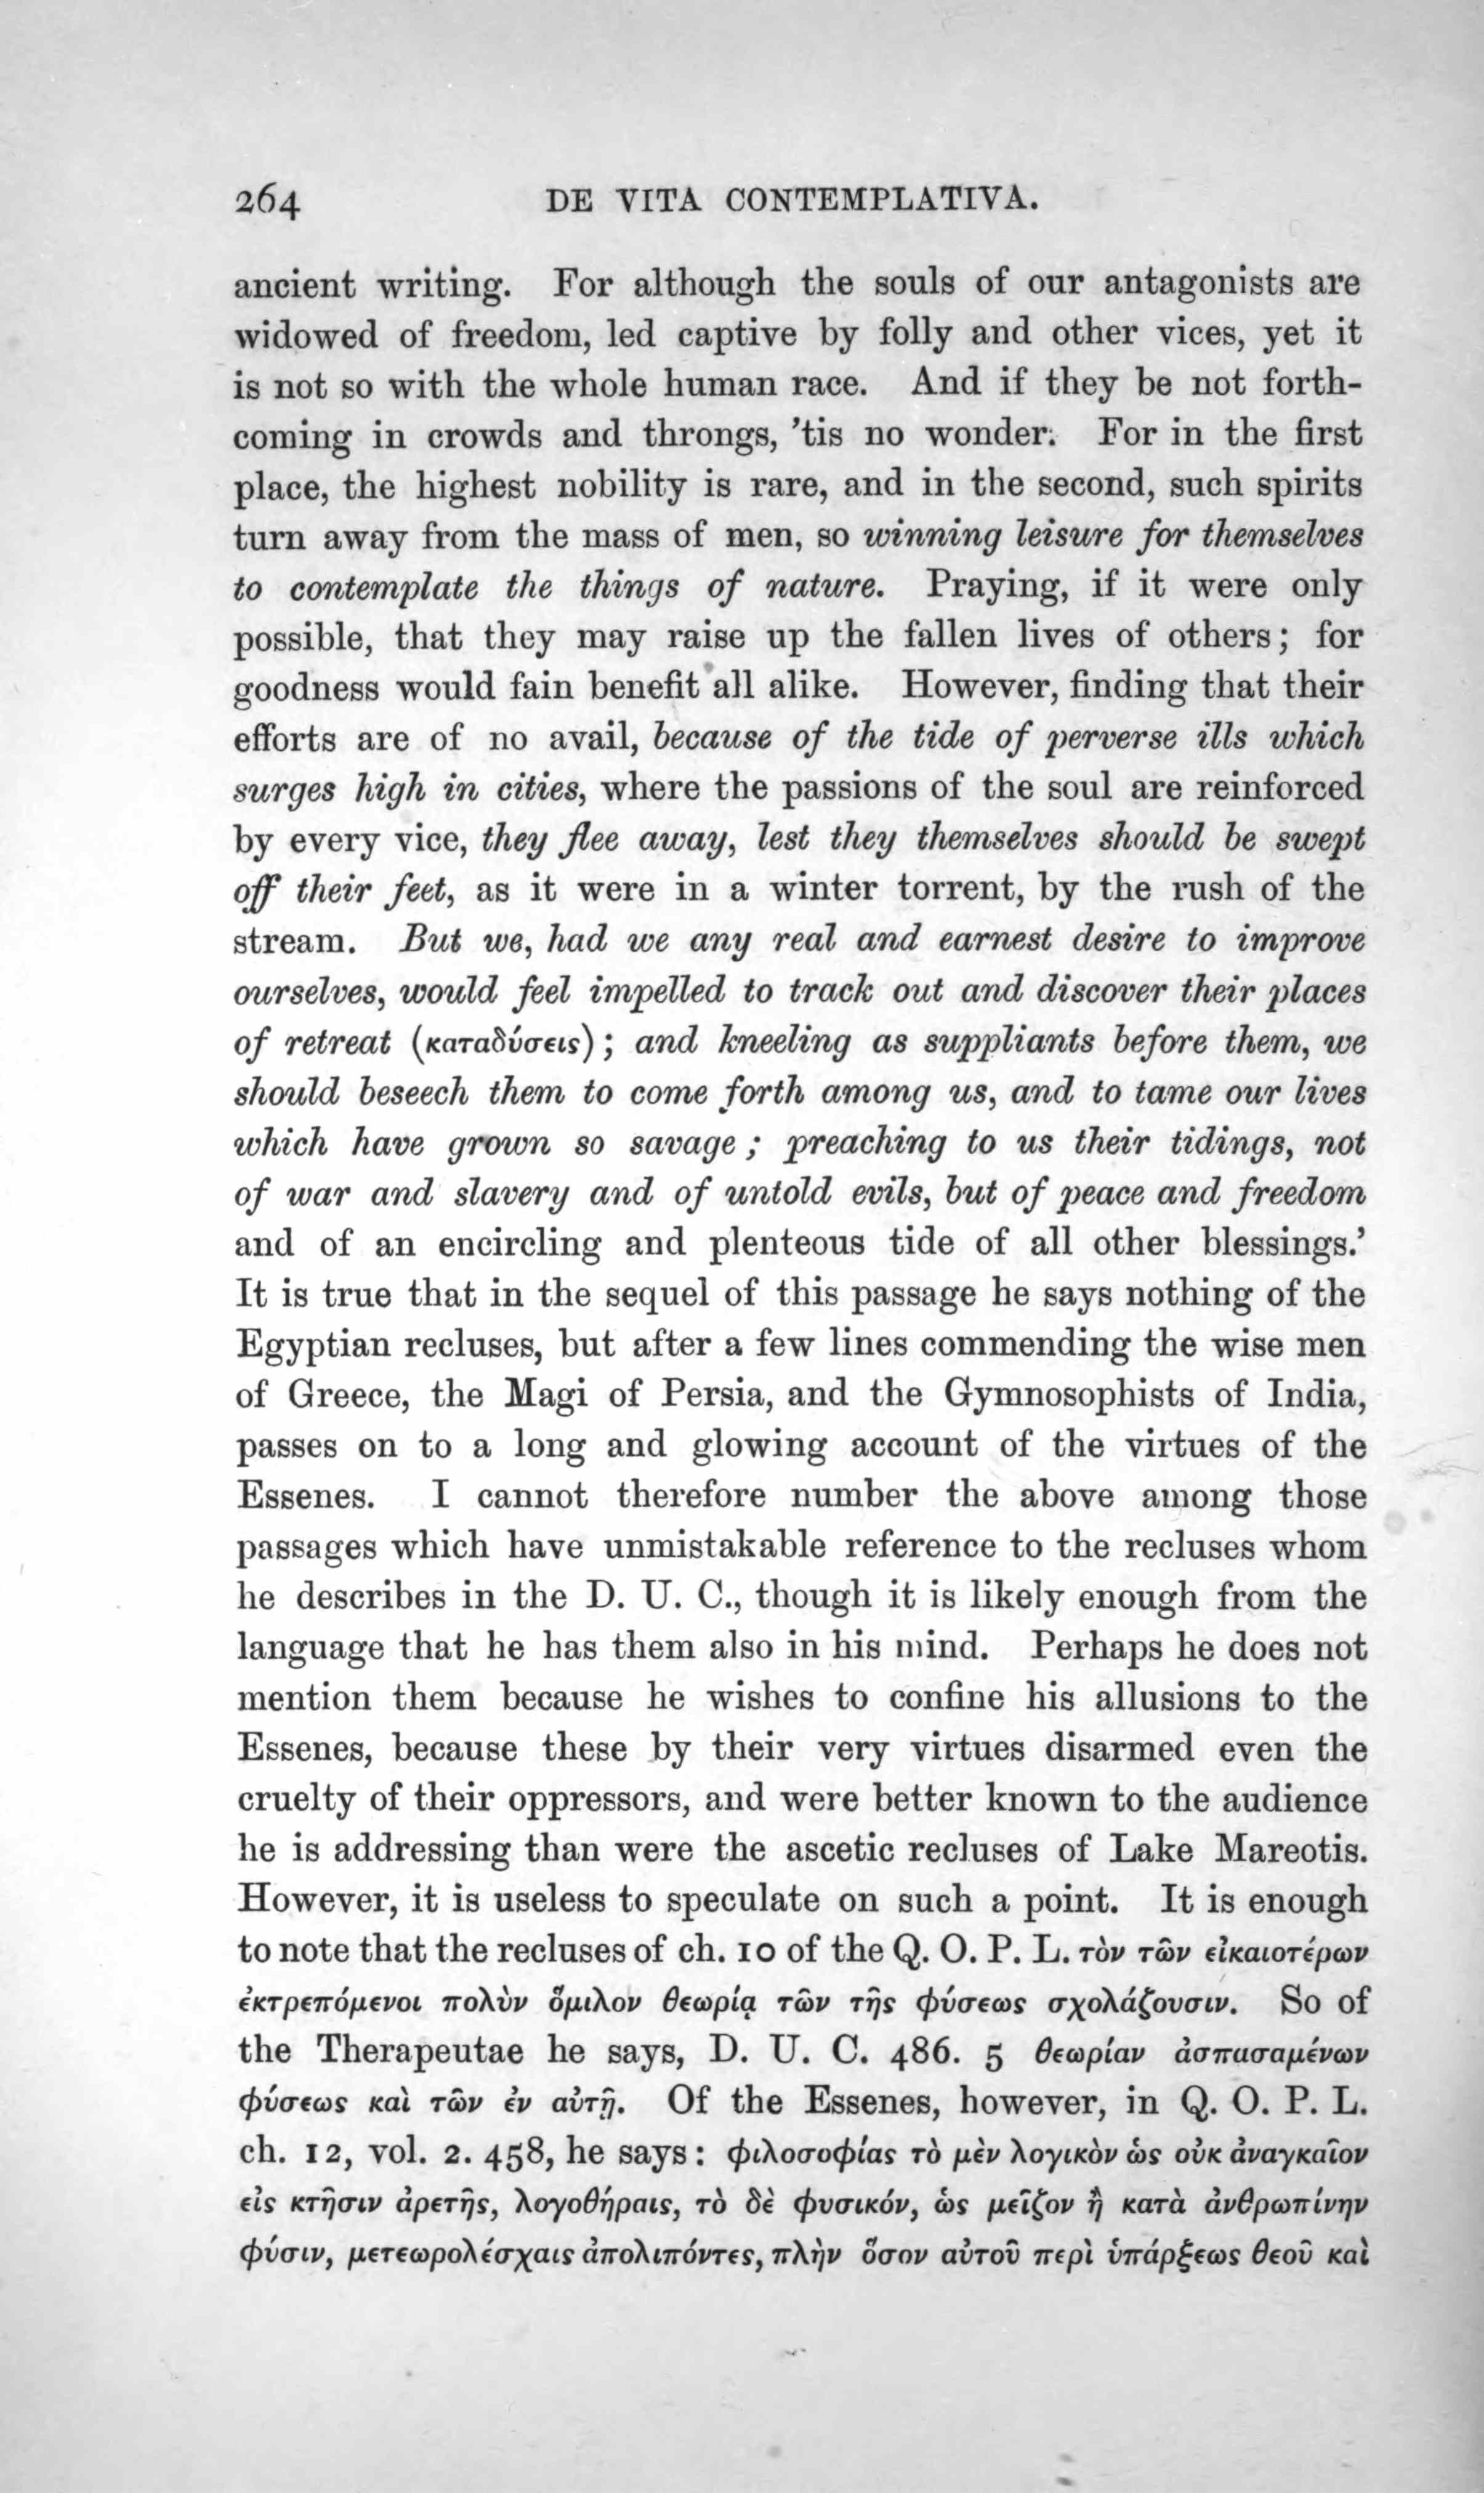 264 DE VITA CONTEMPLATIVA.
ancient writing. For although the souls of our antagonists are
widowed of freedom, led captive by folly and other vices, yet it
is not so with the whole human race. And if they be not forth-
coming in crowds and throngs, 'tis no wonder. For in the first
place, the highest nobility is rare, and in the second, such spirits
turn away from the mass of men, so winning leisure for themselves
to contemplate the things of nature. Praying, if it were only
possible, that they may raise up the fallen lives of others; for
goodness would fain benefit all alike. However, finding that their
efforts are of no avail, because of the tide of perverse ills which
surges high in cities, where the passions of the soul are reinforced
by every vice, they flee away, lest they themselves should be swept
off their feet, as it were in a winter torrent, by the rush of the
stream. But we, had we any real and earnest desire to improve
ourselves, would feel impelled to track out and discover their places
of retreat (καταδύσεις); and kneeling as suppliants before them, we
should beseech them to come forth among us, and to tame our lives
which have grown so savage; preaching to us their tidings, not
of war and slavery and of untold evils, but of peace and freedom
and of an encircling and plenteous tide of all other blessings.'
It is true that in the sequel of this passage he says nothing of the
Egyptian recluses, but after a few lines commending the wise men
of Greece, the Magi of Persia, and the Gymnosophists of India,
passes on to a long and glowing account of the virtues of the
Essenes. I cannot therefore number the above among those
passages which have unmistakable reference to the recluses whom
he describes in the D. U. C., though it is likely enough from the
language that he has them also in his mind. Perhaps he does not
mention them because he wishes to confine his allusions to the
Essenes, because these by their very virtues disarmed even the
cruelty of their oppressors, and were better known to the audience
he is addressing than were the ascetic recluses of Lake Mareotis.
However, it is useless to speculate on such a point. It is enough
to note that the recluses of ch. 10 of the Q. O. P. L. τὸν τῶν εἰκαιοτέρων
ἐκτρεπόμενοι πολὺν ὅμιλον θεωρίᾳ τῶν τῆς φύσεως σχολάζουσιν. So of
the Therapeutae he says, D. U. C. 486. 5 θεωρίαν ἀσπασαμένων
φύσεως καὶ τῶν ἐν αὐτῇ. Of the Essenes, however, in Q. O. P. L.
ch. 12, vol. 2. 458, he says: φιλοσοφίας τὸ μὲν λογικὸν ὡς οὐκ ἀναγκαῖον
εἰς κτῆσιν ἀρετῆς, λογοθήραις, τὸ δὲ φυσικόν, ὡς μεῖζον ἢ κατὰ ἀνθρωπίνην
φύσιν, μετεωρολέσχαις ἀπολιπόντες, πλὴν ὅσον αὐτοῦ περὶ ὑπάρξεως θεοῦ καὶ